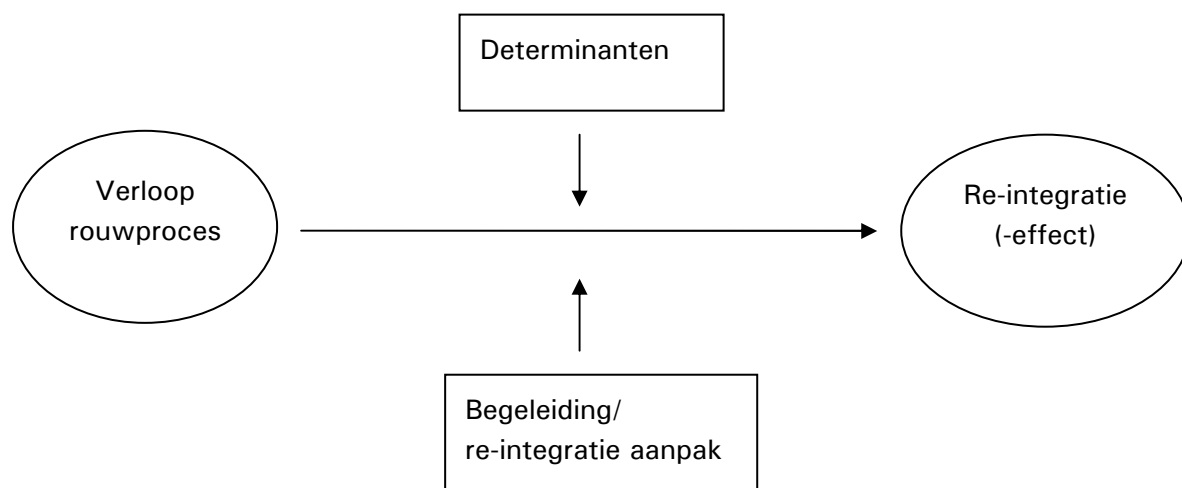 Determinanten
Verloop
rouwproces
Re-integratie
(-effect)
Begeleiding/
re-integratie aanpak